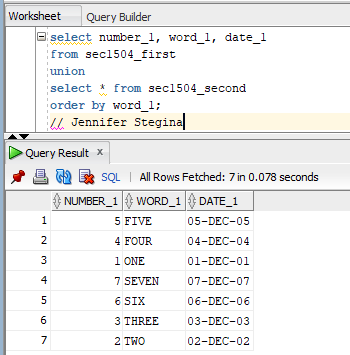 Worksheet Query Builder
select number_1, word_1, date_1
from sec1504_first
union
select * from sec1504_second
order by word_1;
// Jennifer Stegina
Query Result x
SQL | All Rows Fetched: 7 in 0.078 seconds
NUMBER_1 WORD_1 DATE_1
1 5 FIVE 05-DEC-05
2 4 FOUR 04-DEC-04
3 1 ONE 01-DEC-01
4 7 SEVEN 07-DEC-07
5 6 SIX 06-DEC-06
6 3 THREE 03-DEC-03
7 2 TWO 02-DEC-02